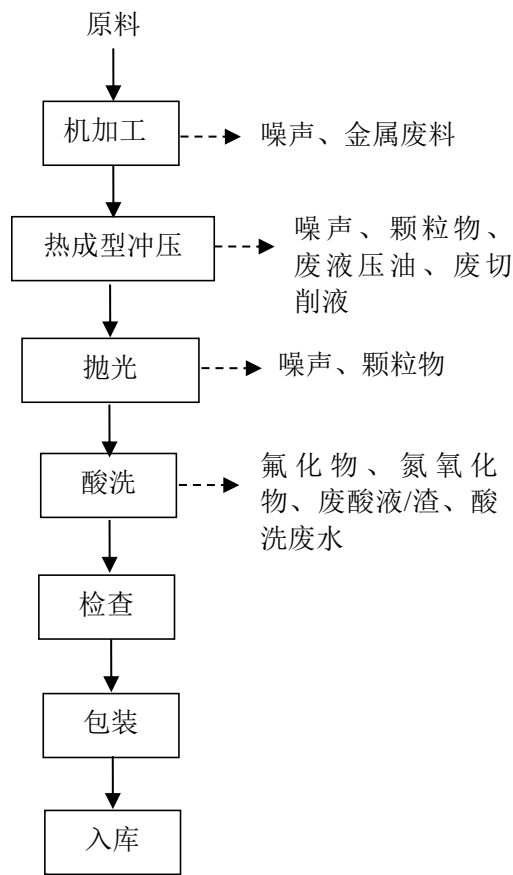 原料
机加工
噪声、金属废料
热成型冲压
噪声、颗粒物、
废液压油、废切
削液
抛光
噪声、颗粒物
酸洗
氟化物、氮氧化
物、废酸液/渣、酸
洗废水
检查
包装
入库